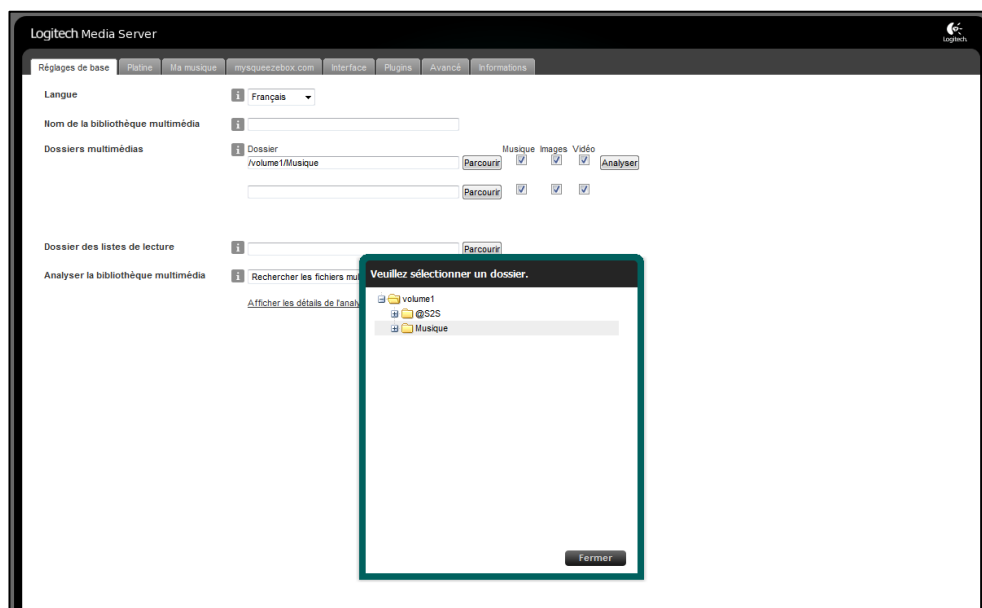 Logitech Media Server
Logitech
Réglages de base Platine Ma musique mysqueezebox.com Interface Plugins Avancé Informations
Langue i Français
Nom de la bibliothèque multimédia i
Dossiers multimédias i Dossier Musique Images Vidéo
/volume1/Musique Parcourir Analyser
Parcourir
Dossier des listes de lecture i Parcourir
Analyser la bibliothèque multimédia i Rechercher les fichiers mul
Afficher les détails de l'analy
Veuillez sélectionner un dossier.
volume1
@S2S
Musique
Fermer